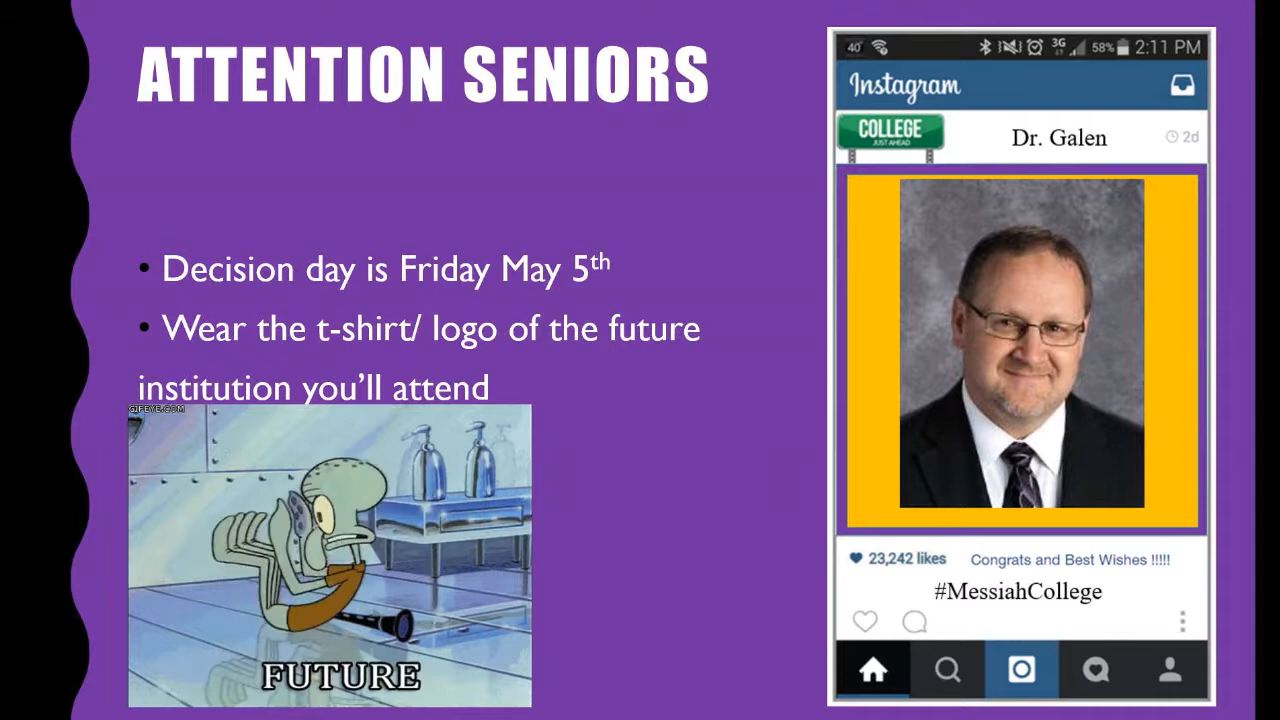 ATTENTION SENIORS
• Decision day is Friday May 5th
• Wear the t-shirt/ logo of the future
institution you'll attend
GIFEYE.COM
FUTURE
40° 3G 58% 2:11 PM
Instagram
COLLEGE
JUST AHEAD
Dr. Galen
2d
23,242 likes Congrats and Best Wishes !!!!!
#MessiahCollege